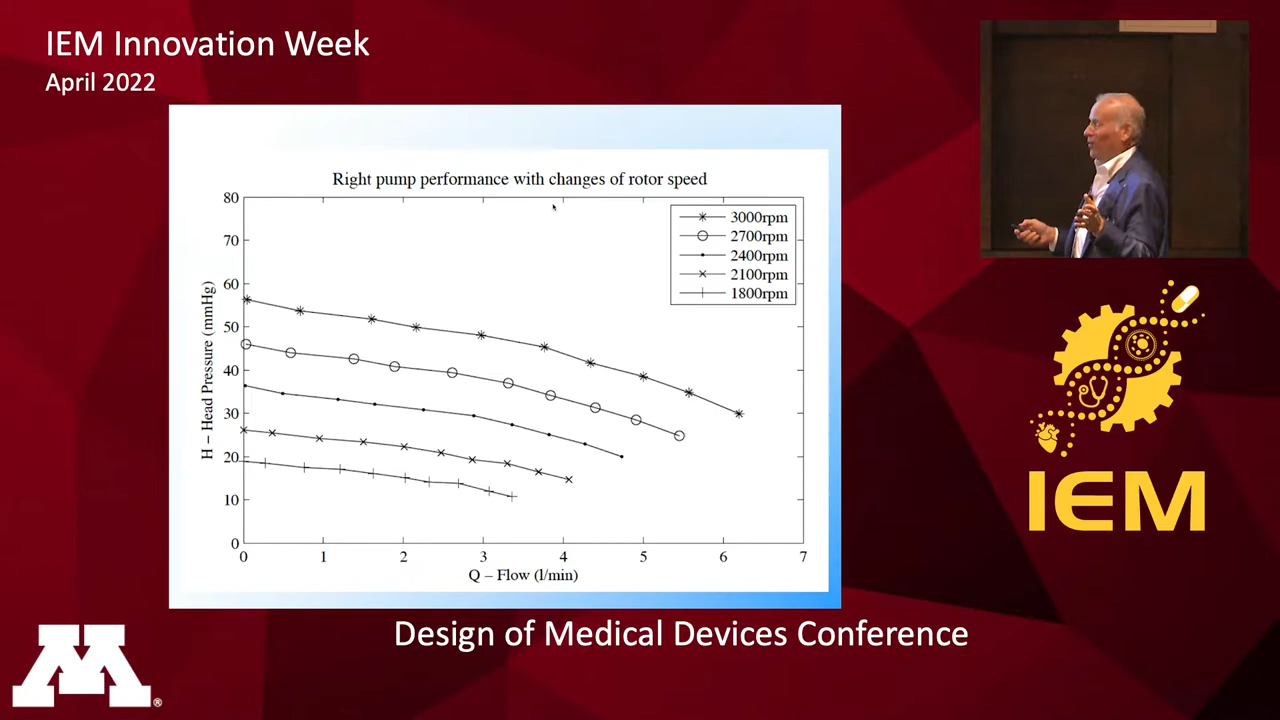 IEM Innovation Week
April 2022
Right pump performance with changes of rotor speed
80
70
60
50
40
30
20
10
0
H – Head Pressure (mmHg)
3000rpm
2700rpm
2400rpm
2100rpm
1800rpm
0 1 2 3 4 5 6 7
Q – Flow (l/min)
IEM
Design of Medical Devices Conference
M®